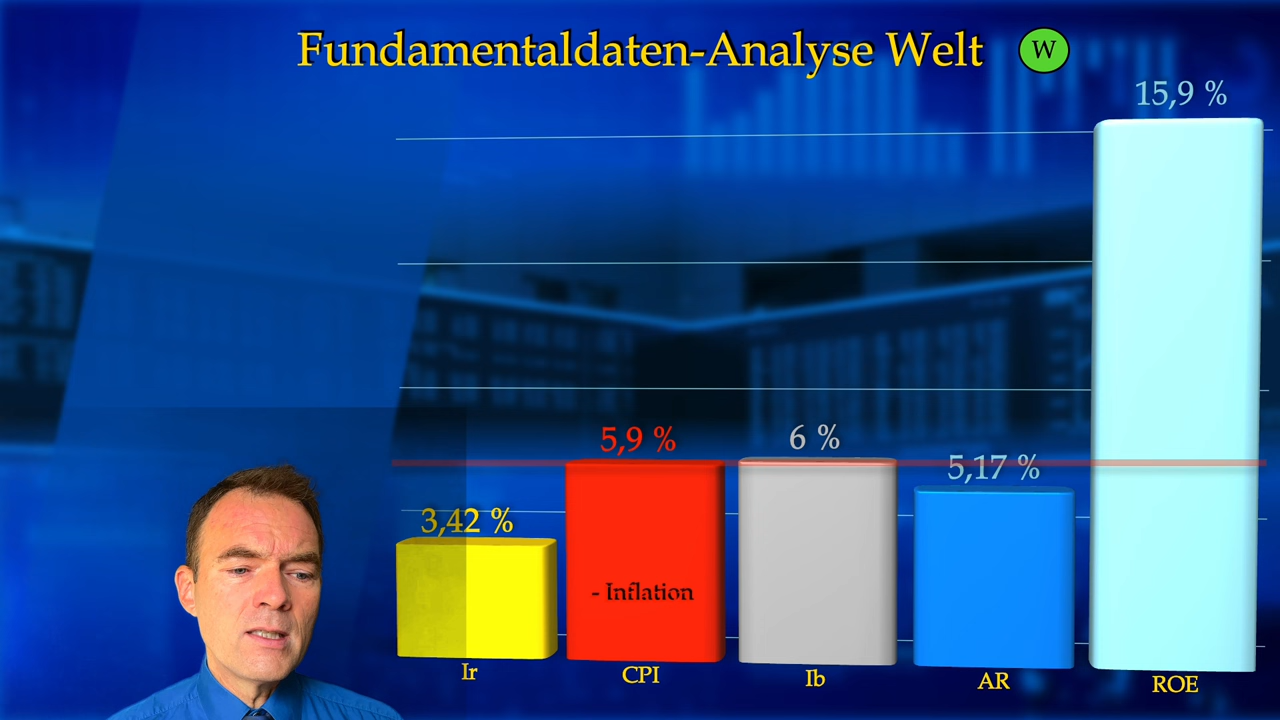 Fundamentaldaten-Analyse Welt W
15,9 %
5,9 %
6 %
5,17 %
3,42 %
- Inflation
Ir
CPI
Ib
AR
ROE